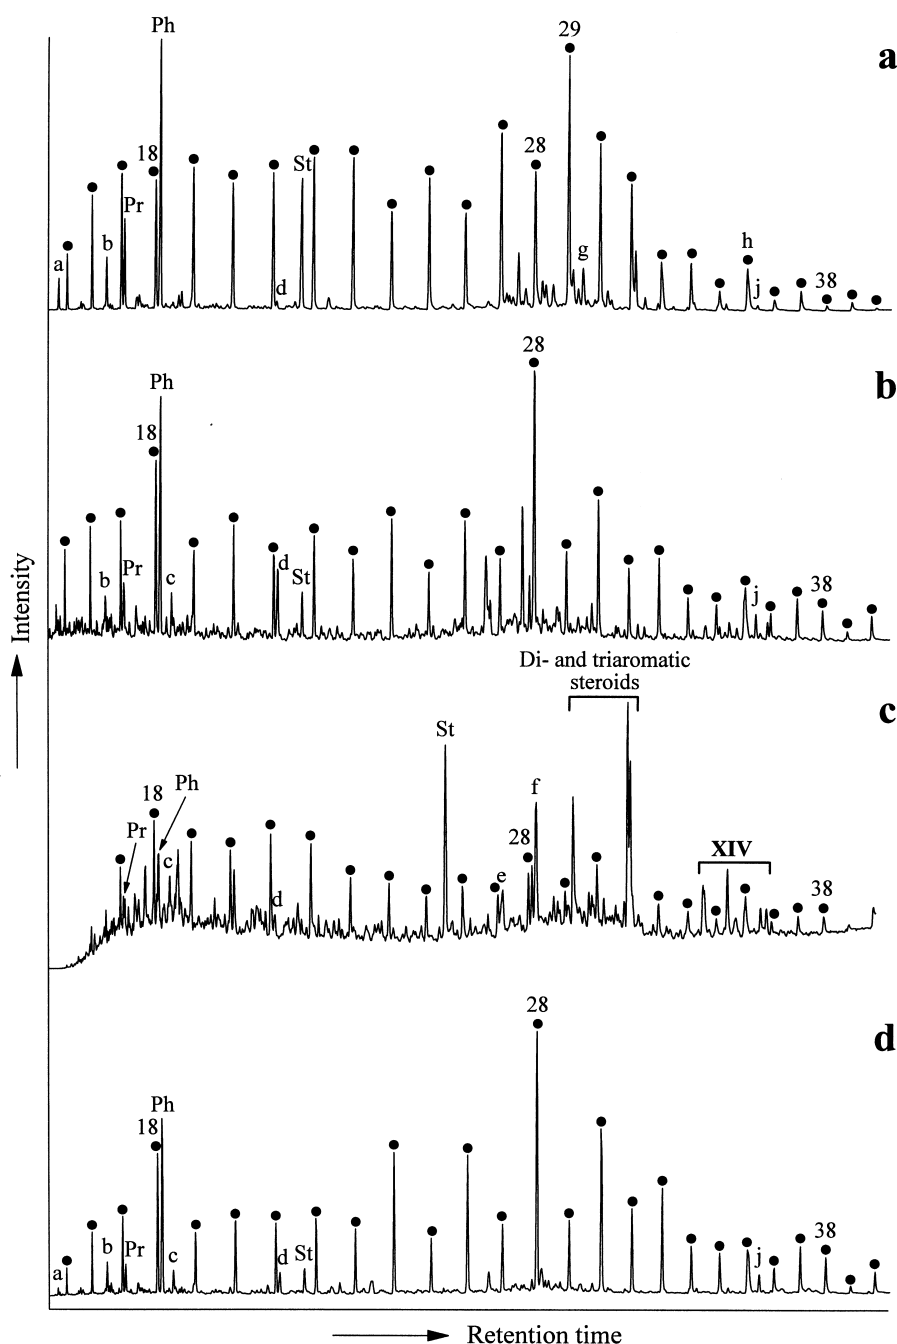 Ph
29
a
18
28
St
Pr
b
h
g
a
d
j
38
28
b
Ph
18
d
Pr
c
St
b
j
38
Intensity
Di- and triaromatic
steroids
c
St
Ph
18
f
Pr
28
XIV
c
e
d
38
28
d
Ph
18
38
b
Pr
St
d
c
j
a
Retention time